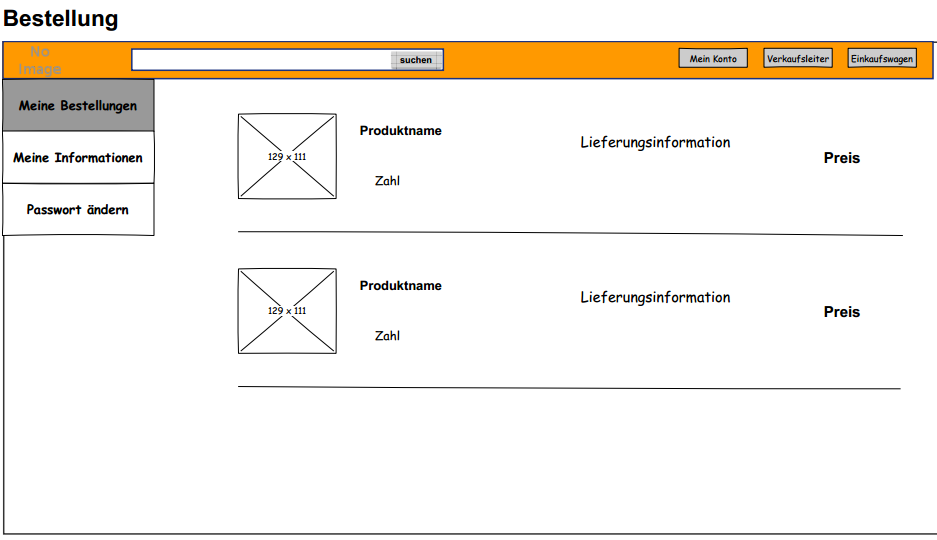 Bestellung
No
Image
suchen
Mein Konto
Verkaufsleiter
Einkaufswagen
Meine Bestellungen
Meine Informationen
Passwort ändern
129 x 111
Produktname
Zahl
Lieferungsinformation
Preis
129 x 111
Produktname
Zahl
Lieferungsinformation
Preis